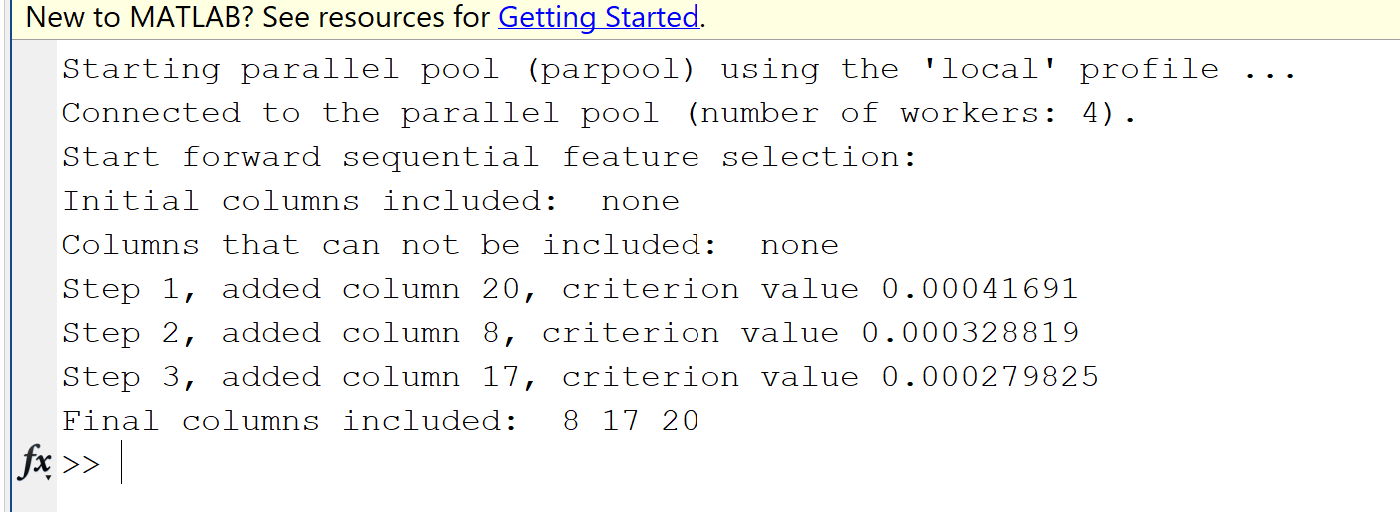 New to MATLAB? See resources for Getting Started.
Starting parallel pool (parpool) using the 'local' profile ...
Connected to the parallel pool (number of workers: 4).
Start forward sequential feature selection:
Initial columns included:  none
Columns that can not be included:  none
Step 1, added column 20, criterion value 0.00041691
Step 2, added column 8, criterion value 0.000328819
Step 3, added column 17, criterion value 0.000279825
Final columns included:  8 17 20
fx >>